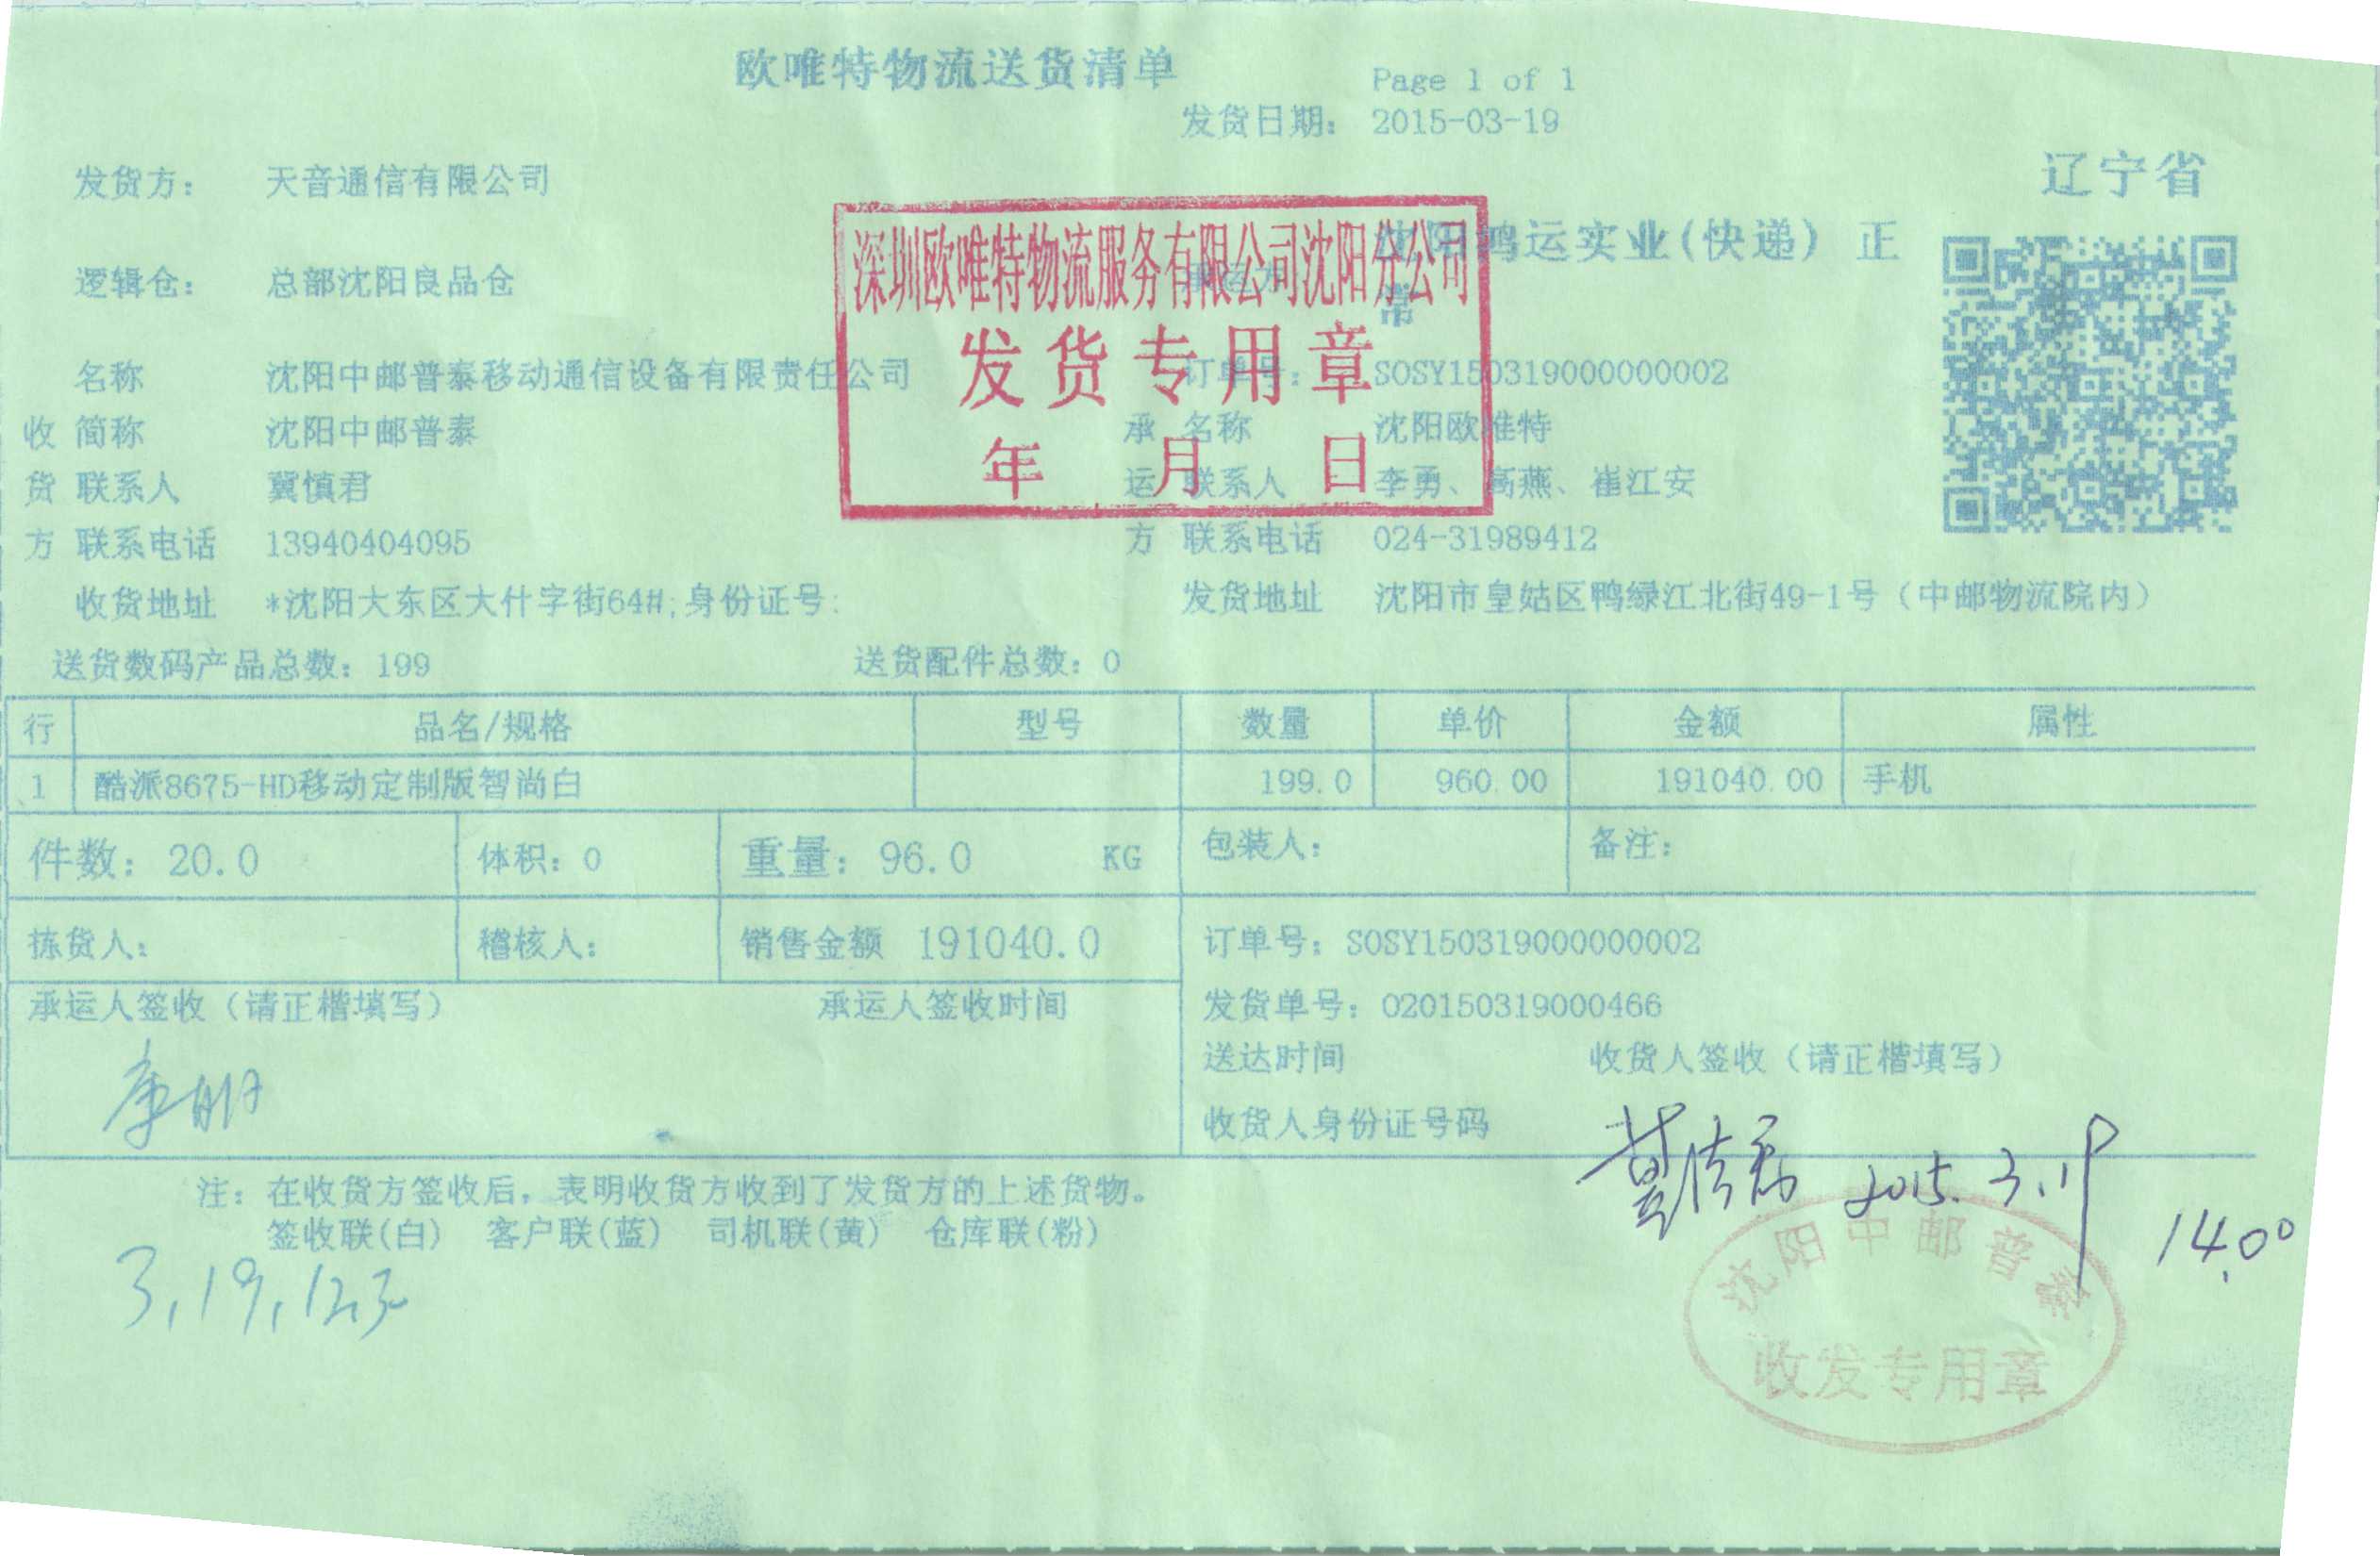 欧唯特物流送货清单
Page 1 of 1
发货日期: 2015-03-19
发货方: 天音通信有限公司
辽宁省
深圳欧唯特物流服务有限公司沈阳分公司
发货专用章
年 月 日
承运方: 沈阳鸿运实业(快递) 正常
逻辑仓: 总部沈阳良品仓
名称 沈阳中邮普泰移动通信设备有限责任公司 订单号: SOSY150319000000002
收 简称 沈阳中邮普泰 承 名称 沈阳欧唯特
货 联系人 冀慎君 运 联系人 李勇、高燕、崔江安
方 联系电话 13940404095 方 联系电话 024-31989412
收货地址 *沈阳大东区大什字街64#;身份证号: 发货地址 沈阳市皇姑区鸭绿江北街49-1号(中邮物流院内)
送货数码产品总数: 199 送货配件总数: 0
行 品名/规格 型号 数量 单价 金额 属性
1 酷派8675-HD移动定制版智尚白 199.0 960.00 191040.00 手机
件数: 20.0 体积: 0 重量: 96.0 KG 包装人: 备注:
拣货人: 稽核人: 销售金额 191040.0 订单号: SOSY150319000000002
承运人签收(请正楷填写) 承运人签收时间 发货单号: 020150319000466
送达时间 收货人签收(请正楷填写)
收货人身份证号码
冀慎君 2015.3.19
14.00
注: 在收货方签收后, 表明收货方收到了发货方的上述货物。
签收联(白) 客户联(蓝) 司机联(黄) 仓库联(粉)
3,19,12,3
沈阳中邮普泰
收发专用章